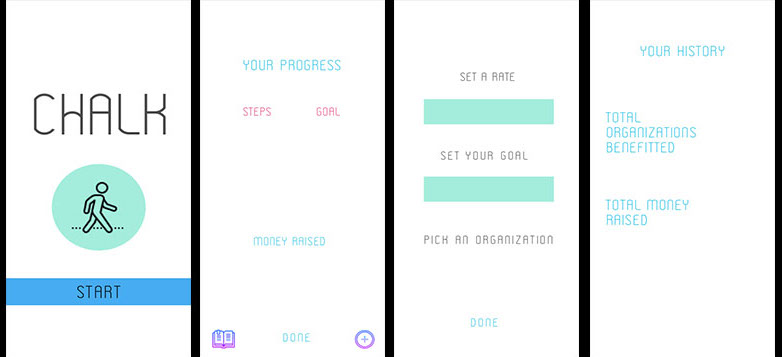 CHALK
START
YOUR PROGRESS
STEPS GOAL
MONEY RAISED
DONE
SET A RATE
SET YOUR GOAL
PICK AN ORGANIZATION
DONE
YOUR HISTORY
TOTAL
ORGANIZATIONS
BENEFITTED
TOTAL MONEY
RAISED